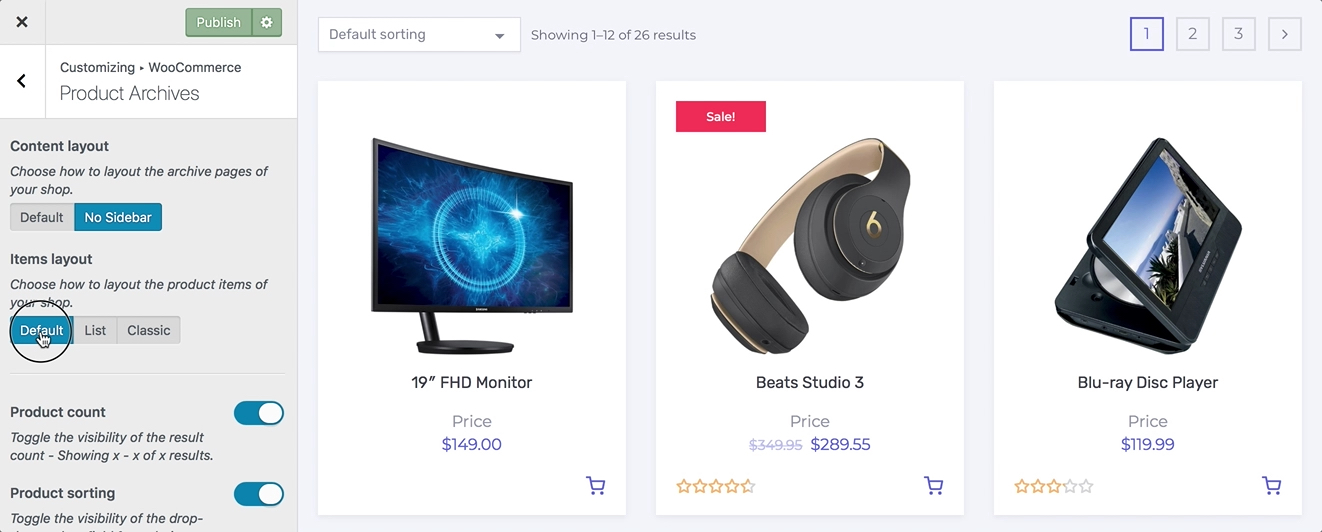 Publish
Customizing ▸ WooCommerce
Product Archives
Content layout
Choose how to layout the archive pages of
your shop.
Default
No Sidebar
Items layout
Choose how to layout the product items of
your shop.
Default
List
Classic
Product count
Toggle the visibility of the result
count - Showing x - x of x results.
Product sorting
Toggle the visibility of the drop-
Default sorting
Showing 1–12 of 26 results
1
2
3
Sale!
19″ FHD Monitor
Price
$149.00
Beats Studio 3
Price
$349.95 $289.55
Blu-ray Disc Player
Price
$119.99